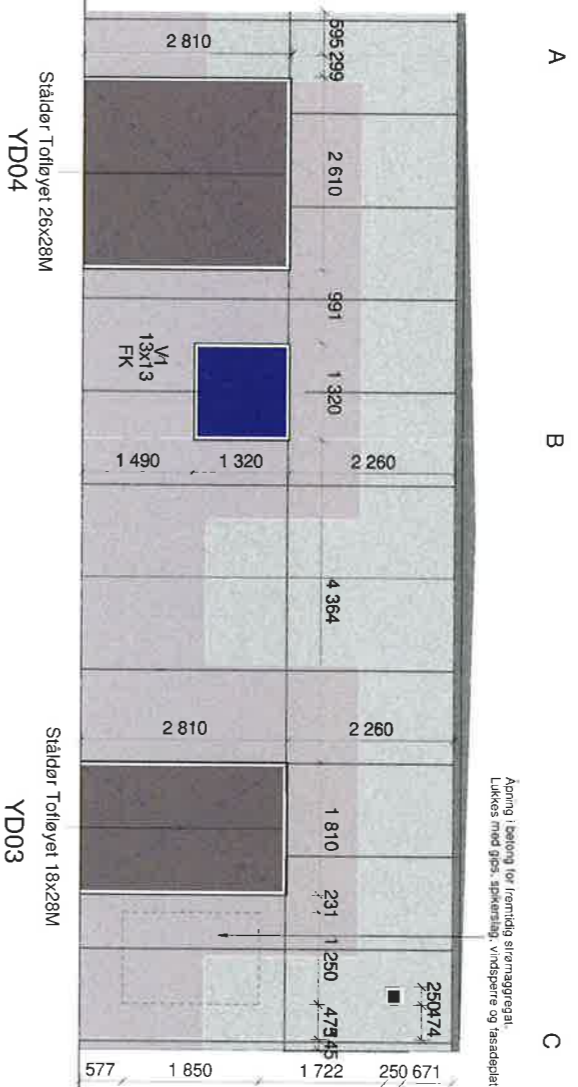 A
B
C
595 299
2 810
2 610
991
1 320
1 490
1 320
2 260
4 364
2 810
2 260
1 810
231
1 250
475
145
250 474
577
1 850
1 722
250
671
V1
13x13
FK
Ståldør Tofløyet 26x28M
YD04
Ståldør Tofløyet 18x28M
YD03
Åpning i betong for fremtidig strømaggregat.
Lukkes med gips, spikerslag, vindsperre og fasadeplat